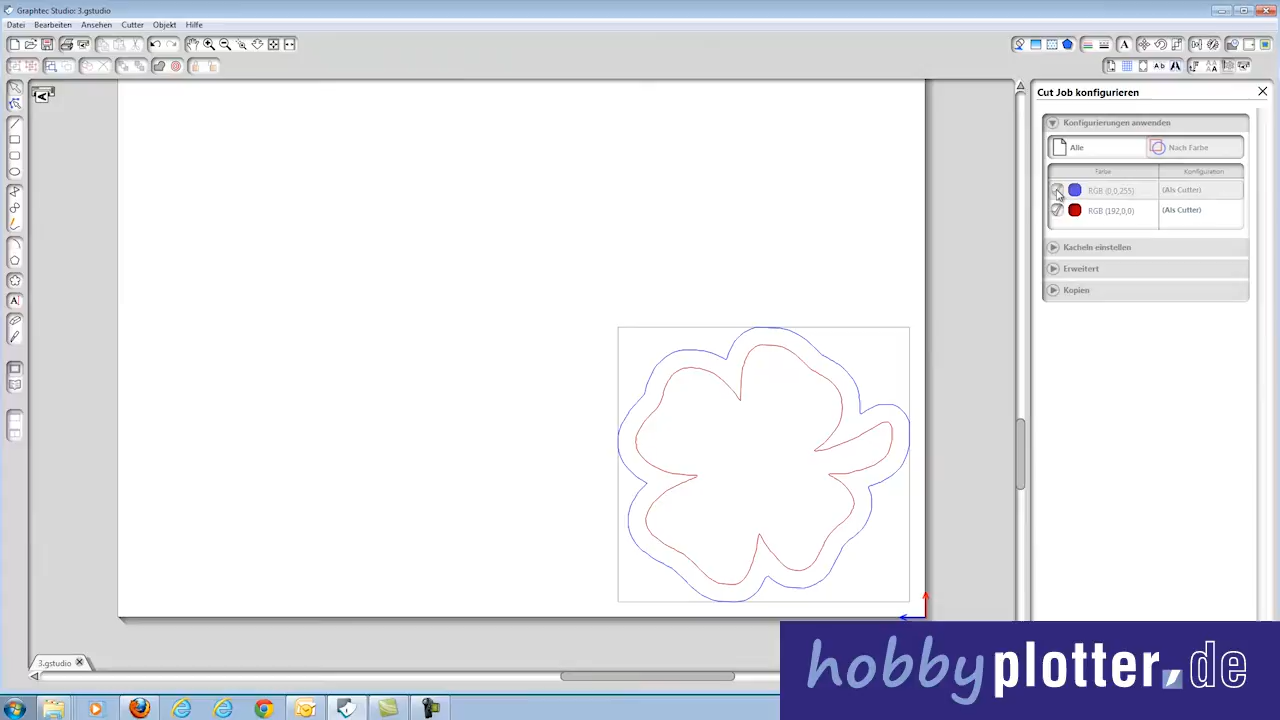 Graphtec Studio: 3.gstudio
Datei Bearbeiten Ansehen Cutter Objekt Hilfe
Cut Job konfigurieren
Konfigurierungen anwenden
Alle Nach Farbe
Farbe Konfiguration
RGB (0,0,255) (Als Cutter)
RGB (192,0,0) (Als Cutter)
Kacheln einstellen
Erweitert
Kopien
3.gstudio
hobbyplotter.de